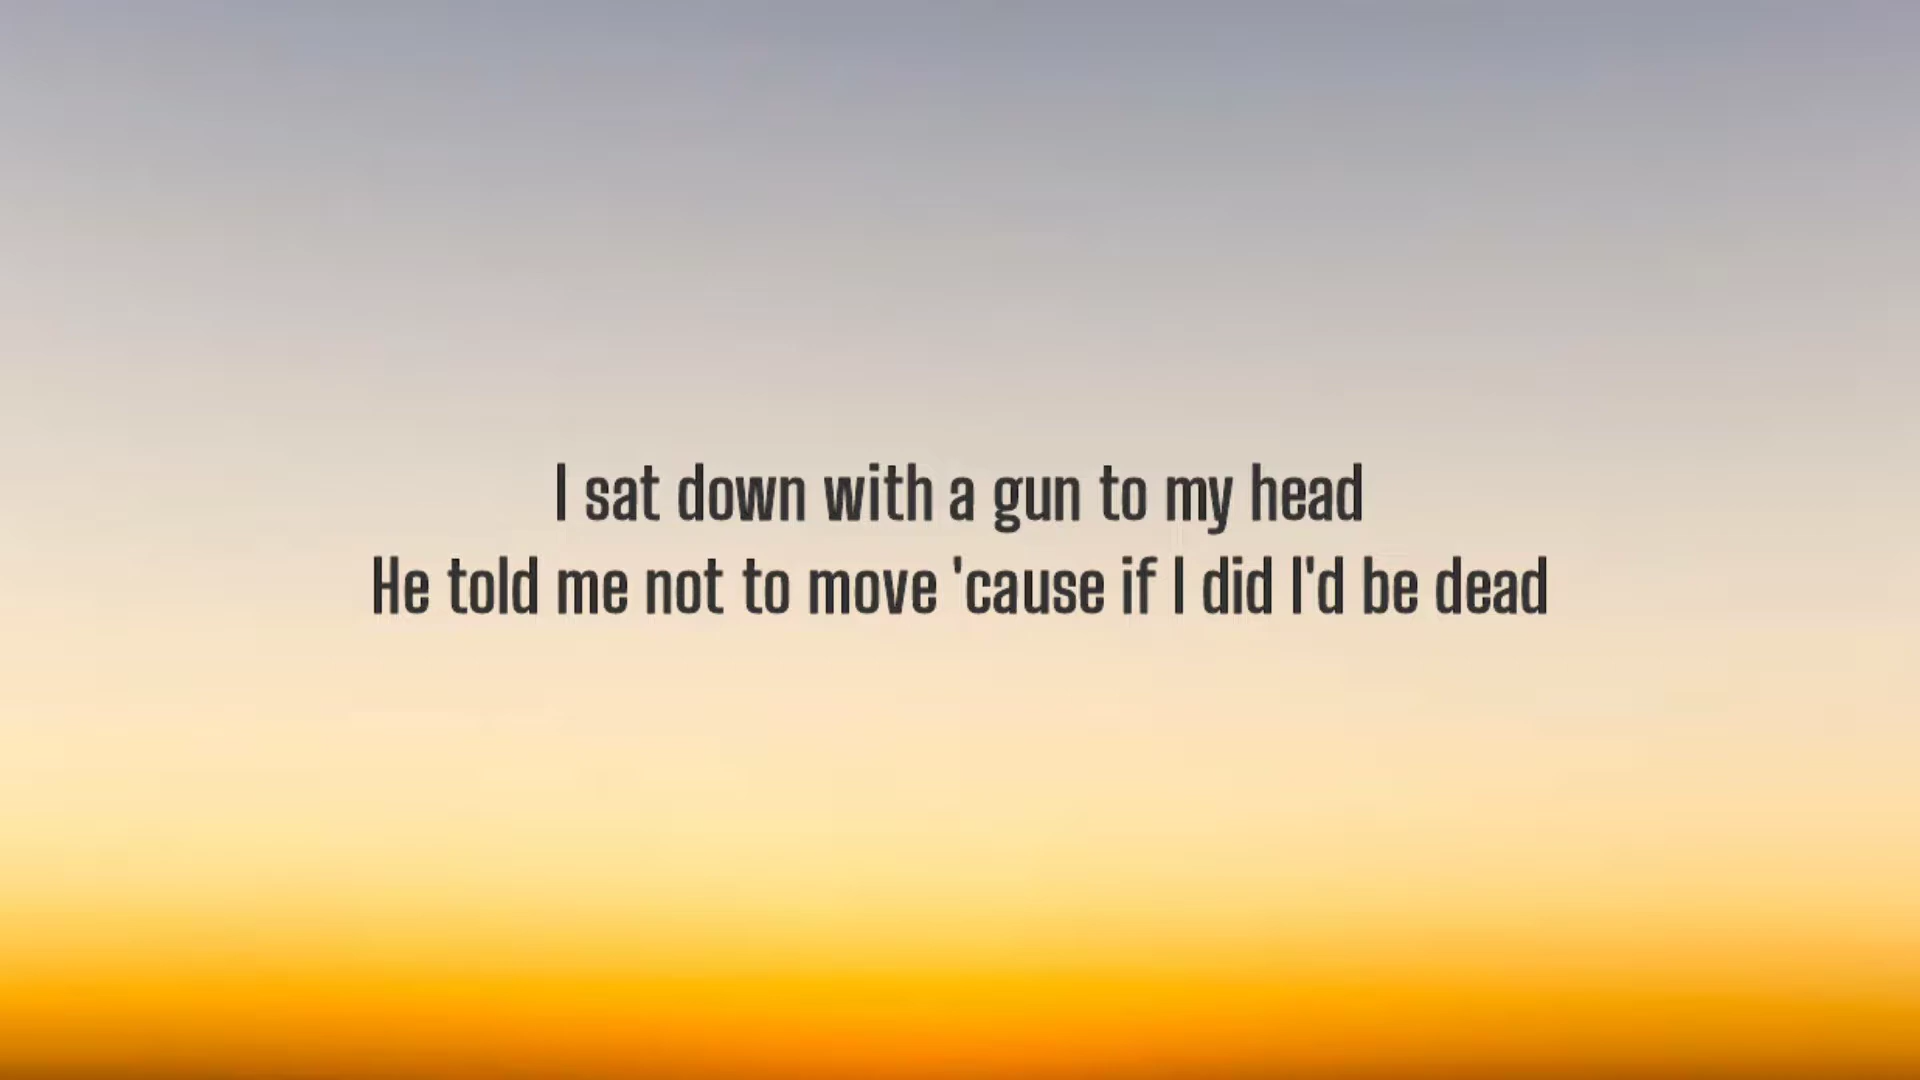 I sat down with a gun to my head
He told me not to move 'cause if I did I'd be dead